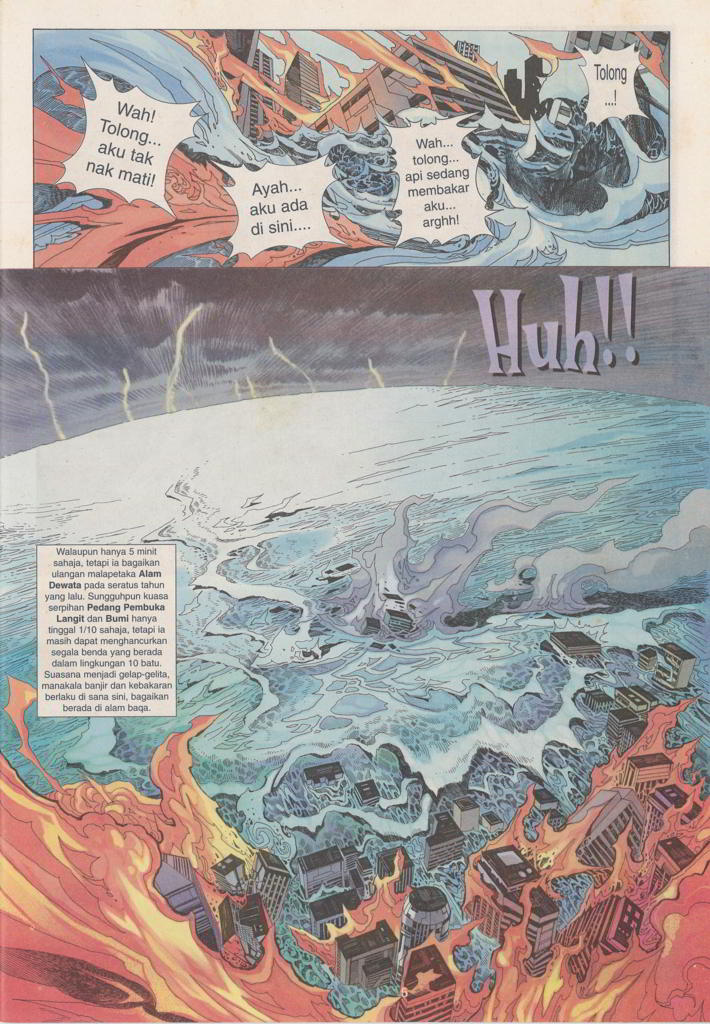 Wah!
Tolong...
aku tak
nak mati!
Ayah...
aku ada
di sini....
Wah...
tolong...
api sedang
membakar
aku...
arghh!
Tolong
...!
Huh!!
Walaupun hanya 5 minit
sahaja, tetapi ia bagaikan
ulangan malapetaka Alam
Dewata pada seratus tahun
yang lalu. Sungguhpun kuasa
serpihan Pedang Pembuka
Langit dan Bumi hanya
tinggal 1/10 sahaja, tetapi ia
masih dapat menghancurkan
segala benda yang berada
dalam lingkungan 10 batu.
Suasana menjadi gelap-gelita,
manakala banjir dan kebakaran
berlaku di sana sini, bagaikan
berada di alam baqa.